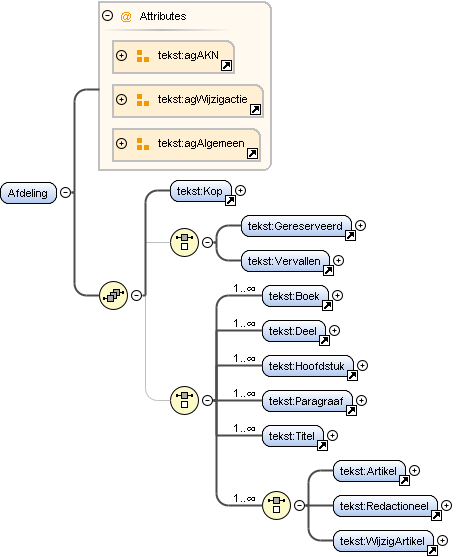 @ Attributes
tekst:agAKN
tekst:agWijzigactie
tekst:agAlgemeen
Afdeling
tekst:Kop
tekst:Gereserveerd
tekst:Vervallen
1..∞
tekst:Boek
1..∞
tekst:Deel
1..∞
tekst:Hoofdstuk
1..∞
tekst:Paragraaf
1..∞
tekst:Titel
1..∞
tekst:Artikel
tekst:Redactioneel
tekst:WijzigArtikel